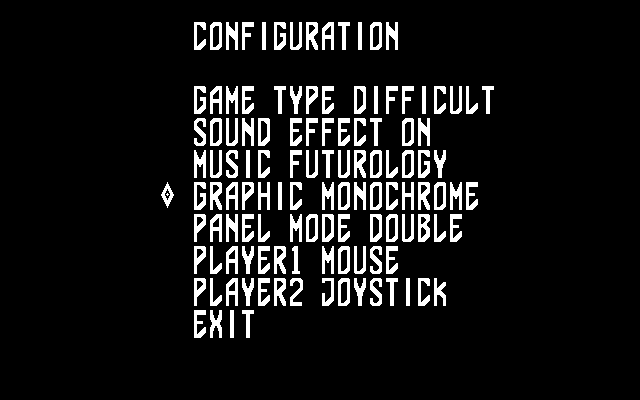 CONFIGURATION
GAME TYPE DIFFICULT
SOUND EFFECT ON
MUSIC FUTUROLOGY
GRAPHIC MONOCHROME
PANEL MODE DOUBLE
PLAYER1 MOUSE
PLAYER2 JOYSTICK
EXIT